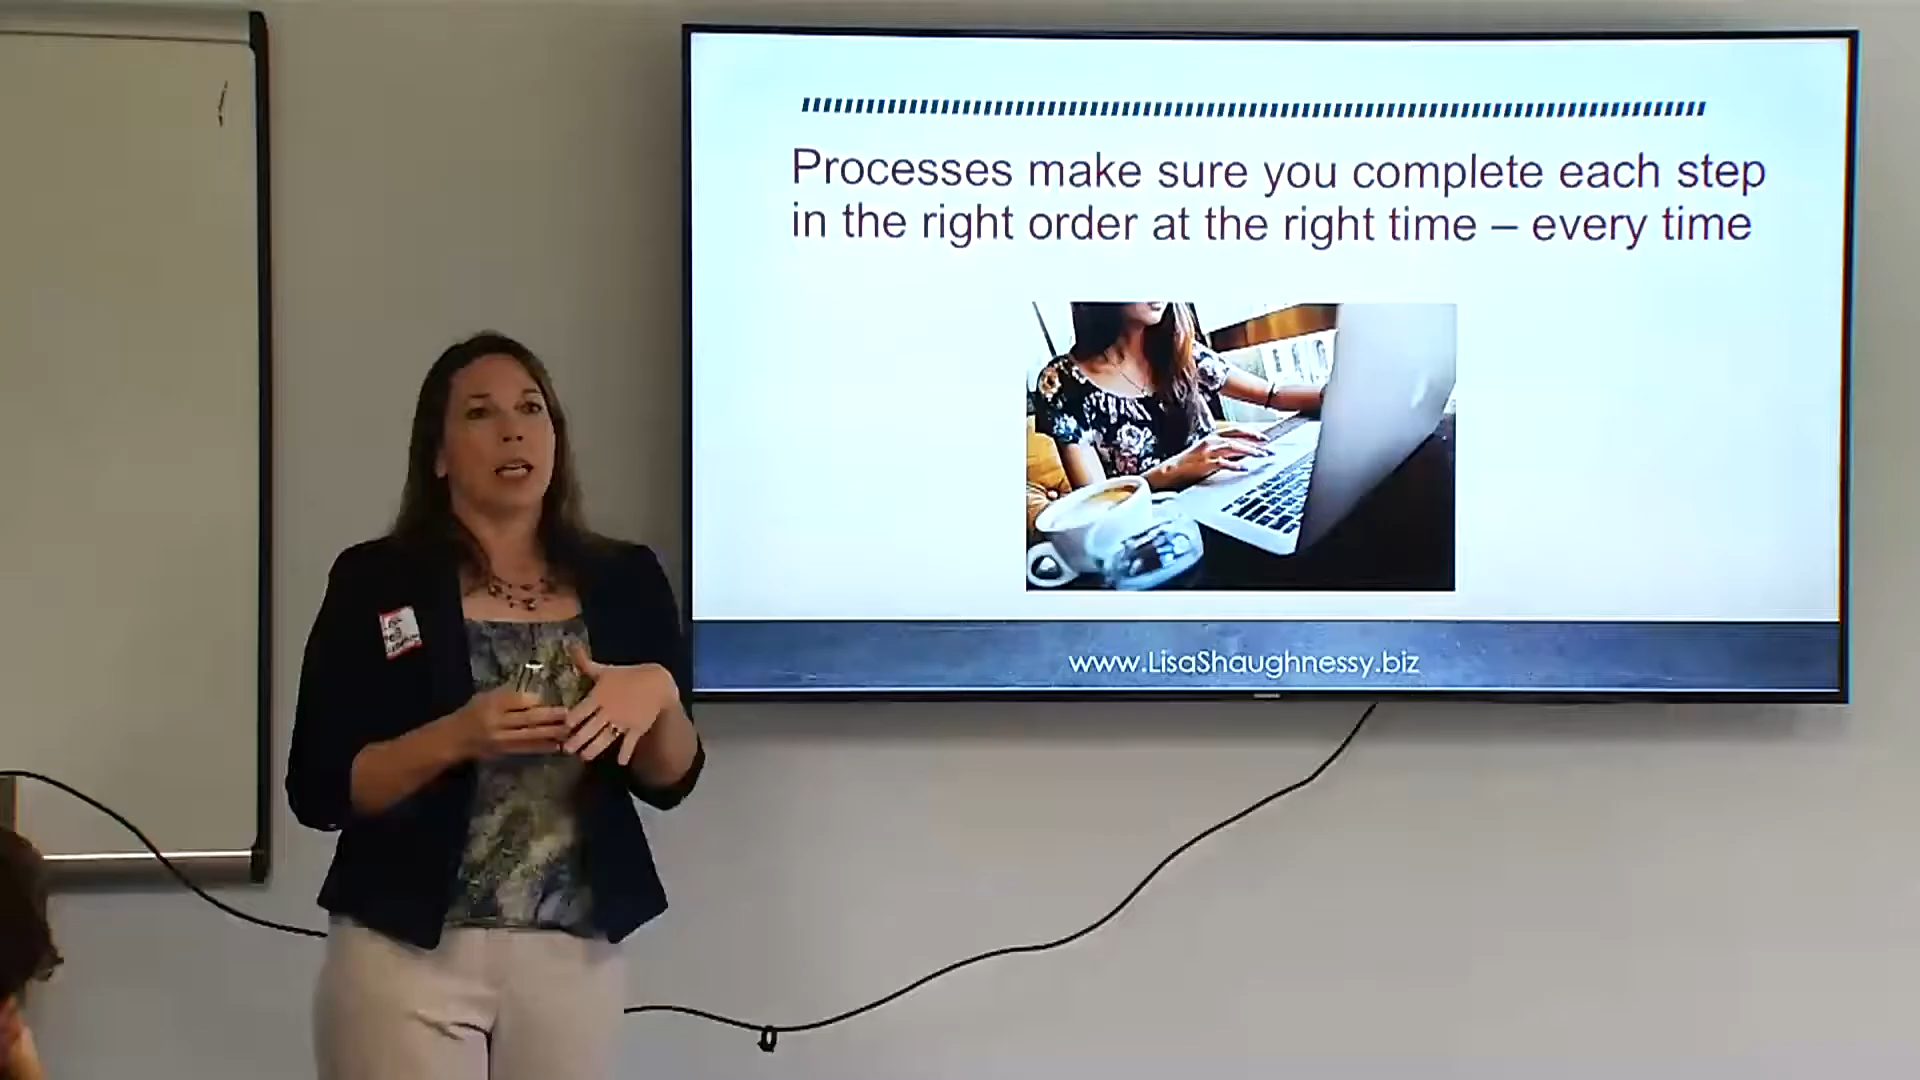 Processes make sure you complete each step
in the right order at the right time – every time
www.LisaShaughnessy.biz